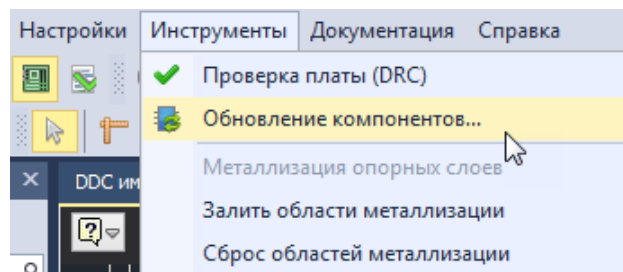 Настройки Инструменты Документация Справка
Проверка платы (DRC)
Обновление компонентов...
Металлизация опорных слоев
DDC им
Залить области металлизации
Сброс областей металлизации